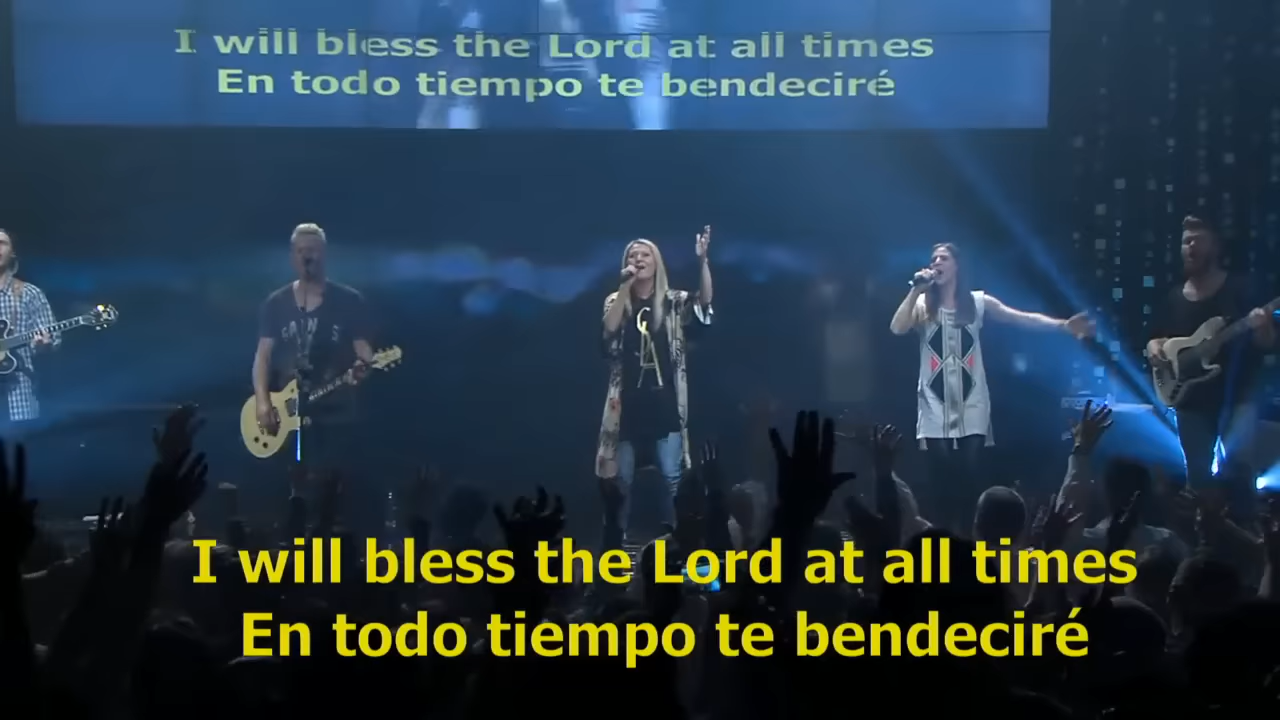 I will bless the Lord at all times
En todo tiempo te bendeciré
I will bless the Lord at all times
En todo tiempo te bendeciré